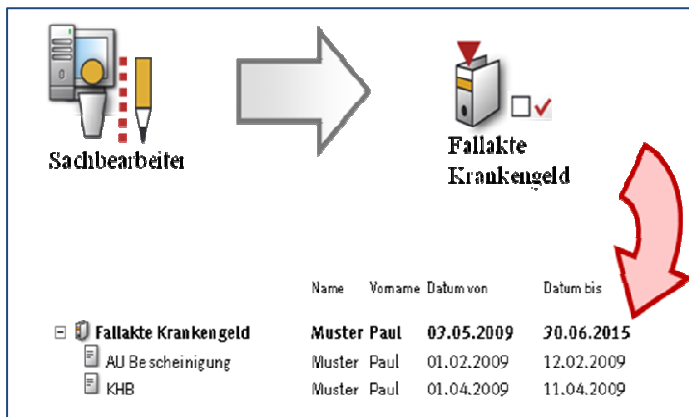 Sachbearbeiter
Fallakte
Krankengeld
Name Vorname Datum von Datum bis
Fallakte Krankengeld Muster Paul 03.05.2009 30.06.2015
AU Bescheinigung Muster Paul 01.02.2009 12.02.2009
KHB Muster Paul 01.04.2009 11.04.2009